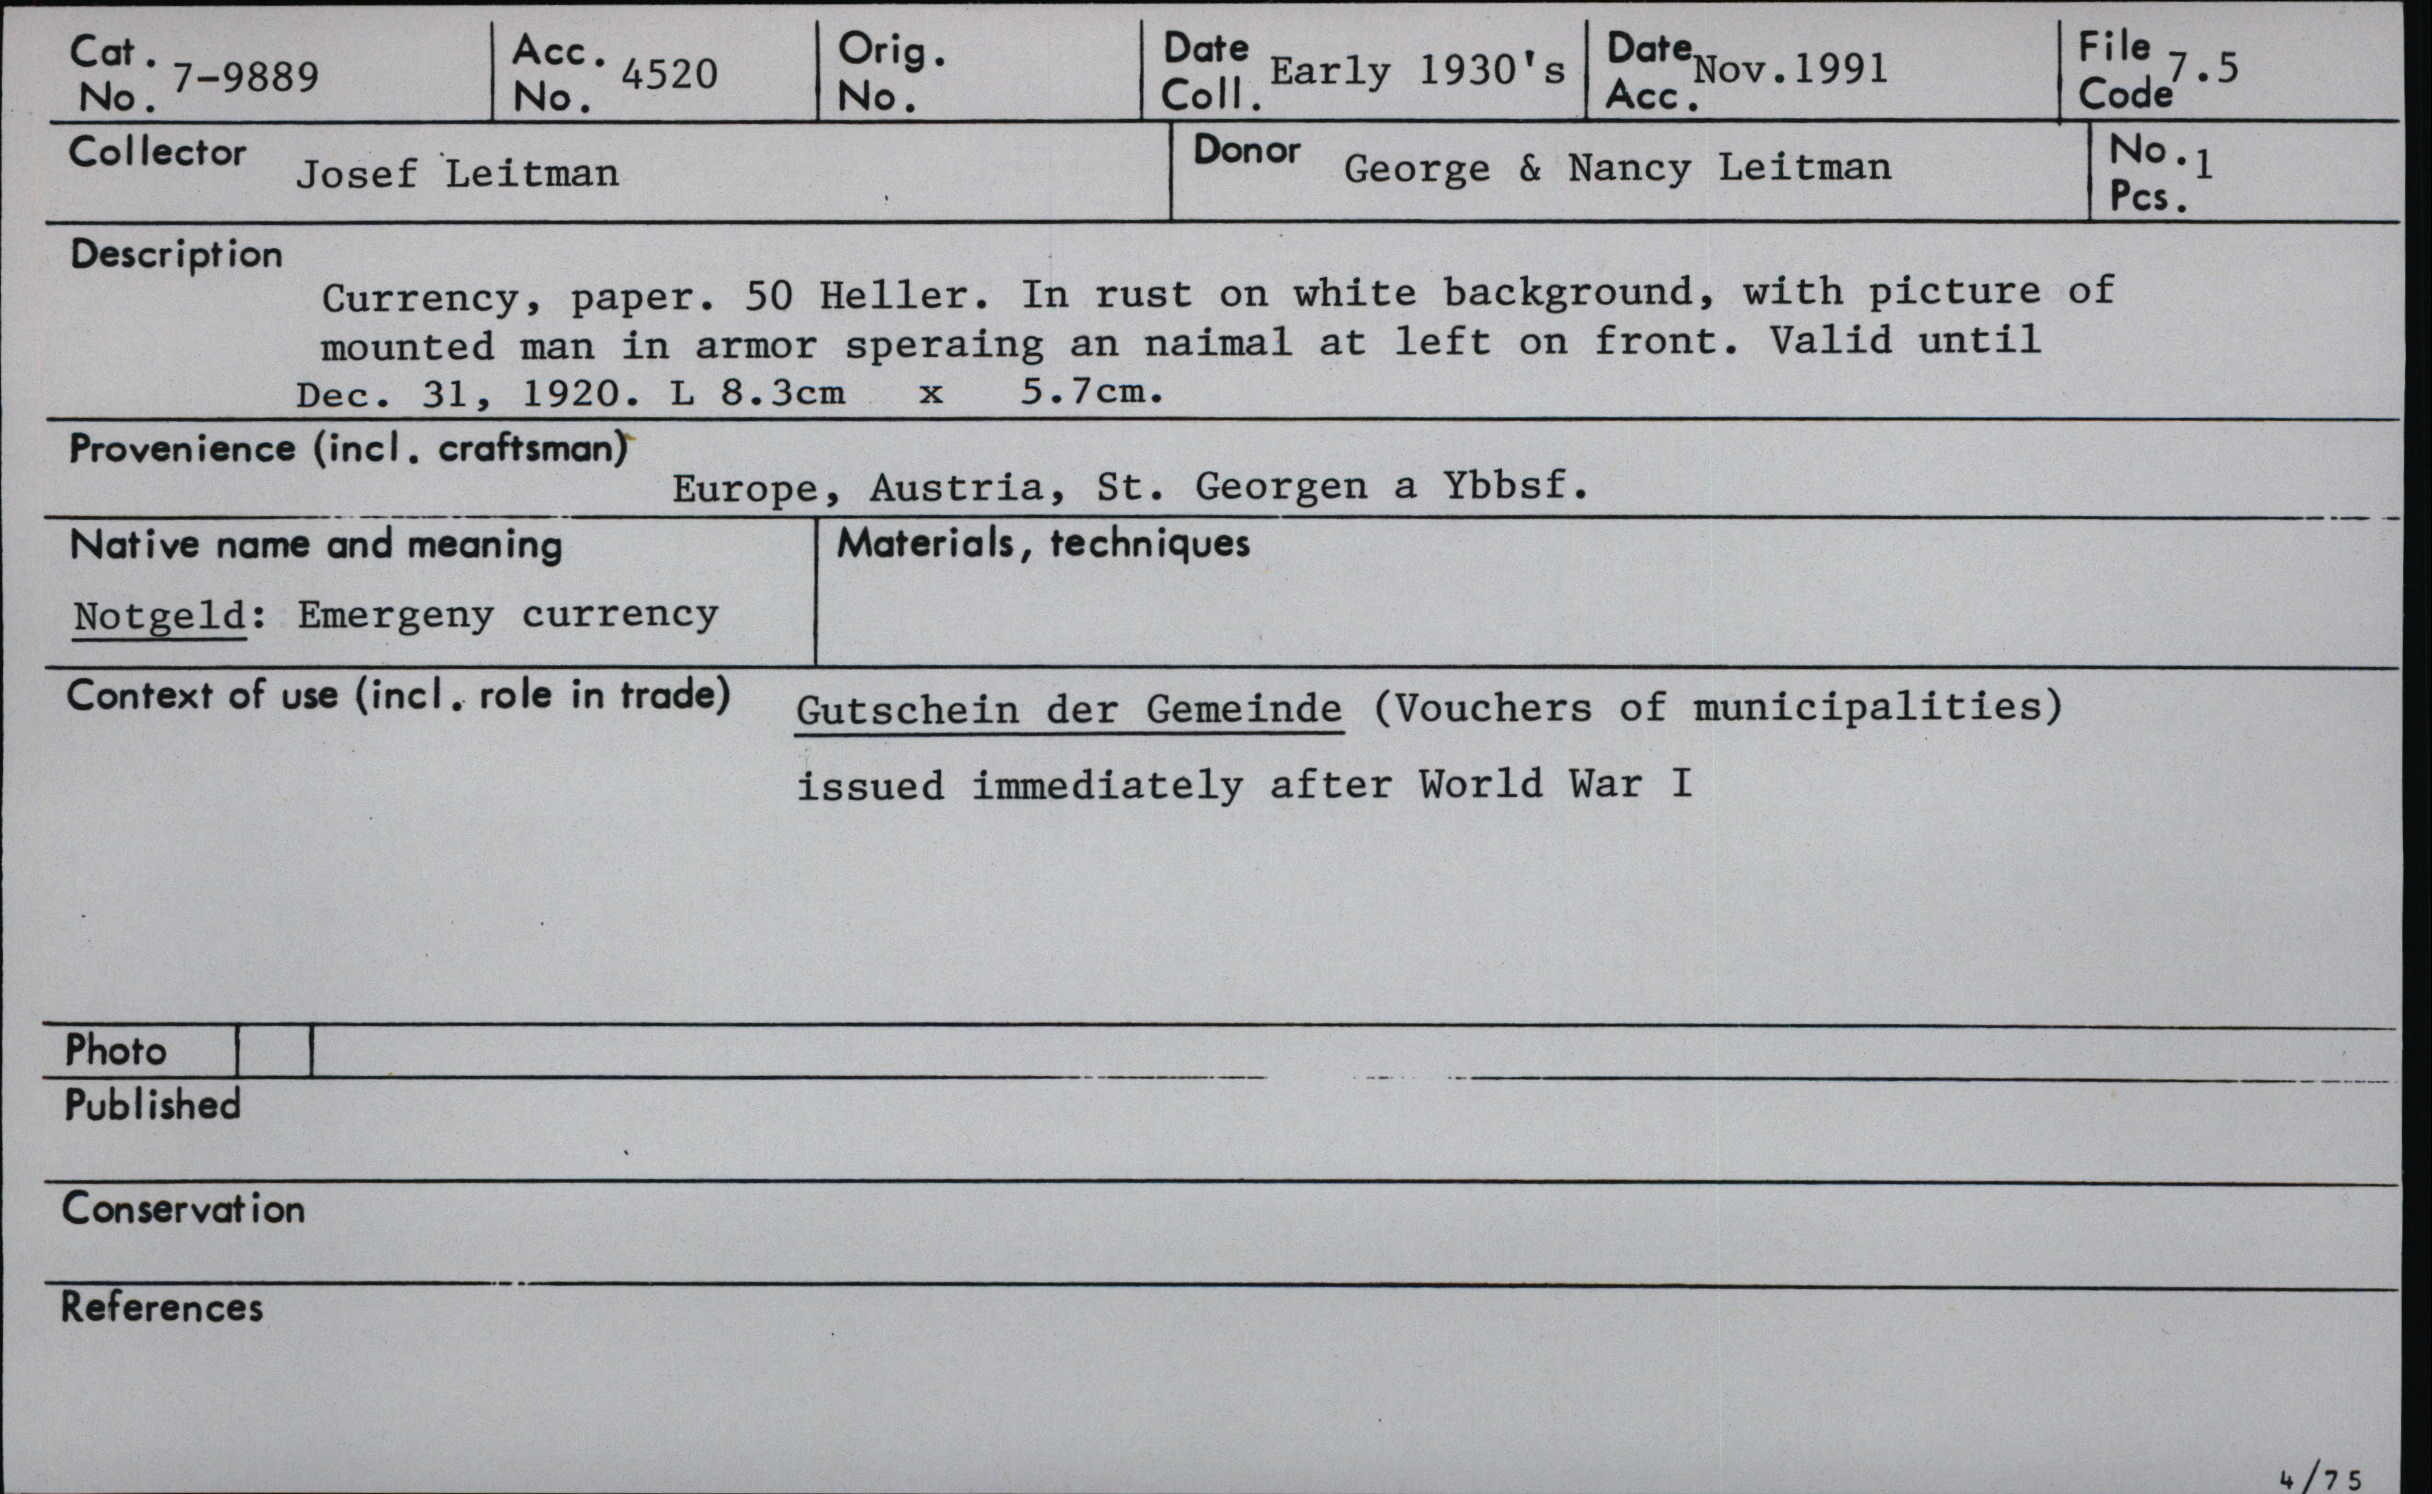 Cat. No. 7-9889 Acc. No. 4520 Orig. No. Date Coll. Early 1930's Date Acc. Nov.1991 File Code 7.5
Collector Josef Leitman Donor George & Nancy Leitman No. Pcs. 1
Description
Currency, paper. 50 Heller. In rust on white background, with picture of
mounted man in armor speraing an naimal at left on front. Valid until
Dec. 31, 1920. L 8.3cm x 5.7cm.
Provenience (incl. craftsman)
Europe, Austria, St. Georgen a Ybbsf.
Native name and meaning
Notgeld: Emergeny currency
Materials, techniques
Context of use (incl. role in trade) Gutschein der Gemeinde (Vouchers of municipalities)
issued immediately after World War I
Photo
Published
Conservation
References
4/75